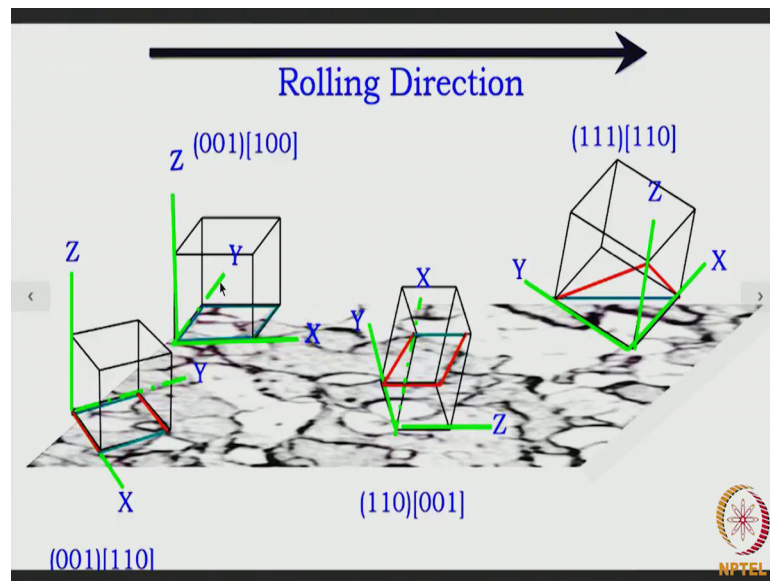 Rolling Direction
(001)[100]
(111)[110]
Z
Z
Z
Y
X
Y
X
X
Y
Y
X
Z
X
(110)[001]
(001)[110]
NPTEL